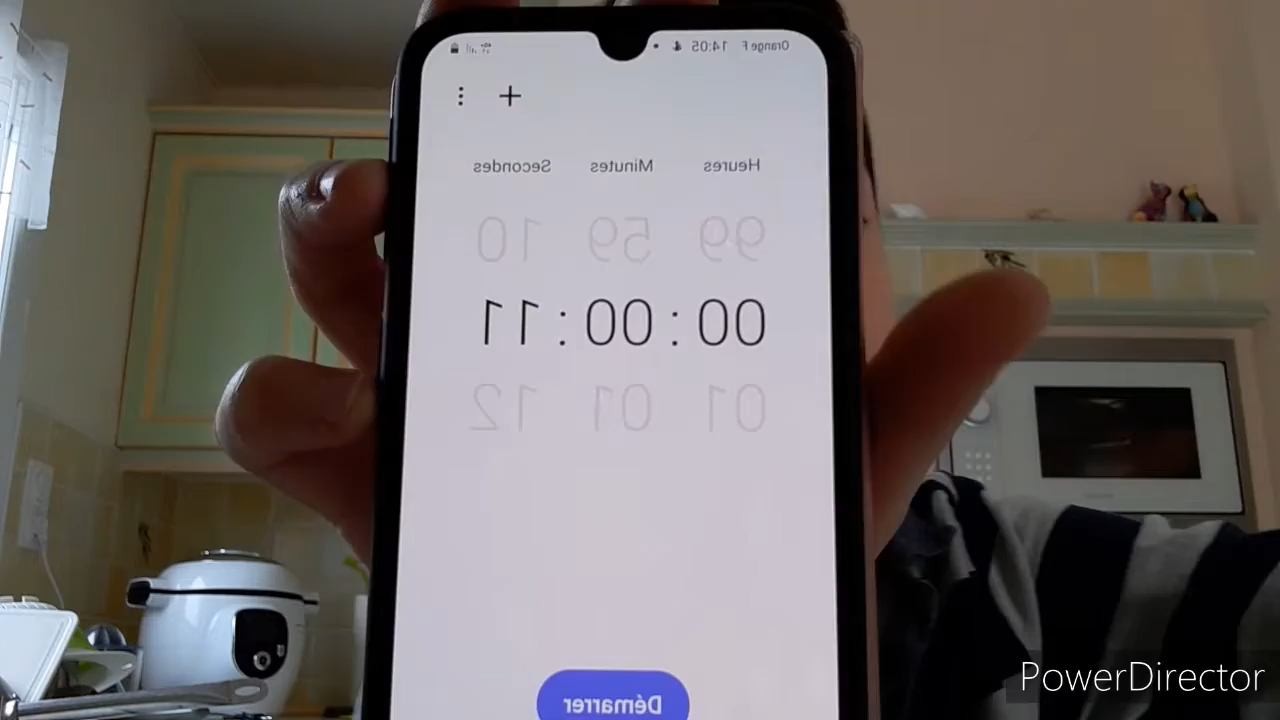 Orange F 14:05
Heures Minutes Secondes
99 59 10
00 : 00 : 11
01 01 12
Démarrer
PowerDirector